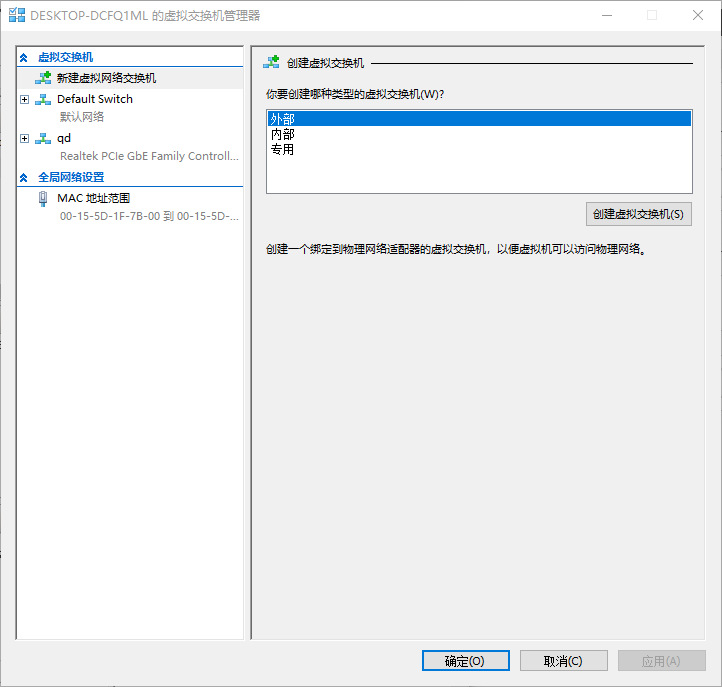 DESKTOP-DCFQ1ML 的虚拟交换机管理器
虚拟交换机
新建虚拟网络交换机
Default Switch
默认网络
qd
Realtek PCIe GbE Family Controll...
全局网络设置
MAC 地址范围
00-15-5D-1F-7B-00 到 00-15-5D-...
创建虚拟交换机
你要创建哪种类型的虚拟交换机(W)?
外部
内部
专用
创建虚拟交换机(S)
创建一个绑定到物理网络适配器的虚拟交换机，以便虚拟机可以访问物理网络。
确定(O)
取消(C)
应用(A)